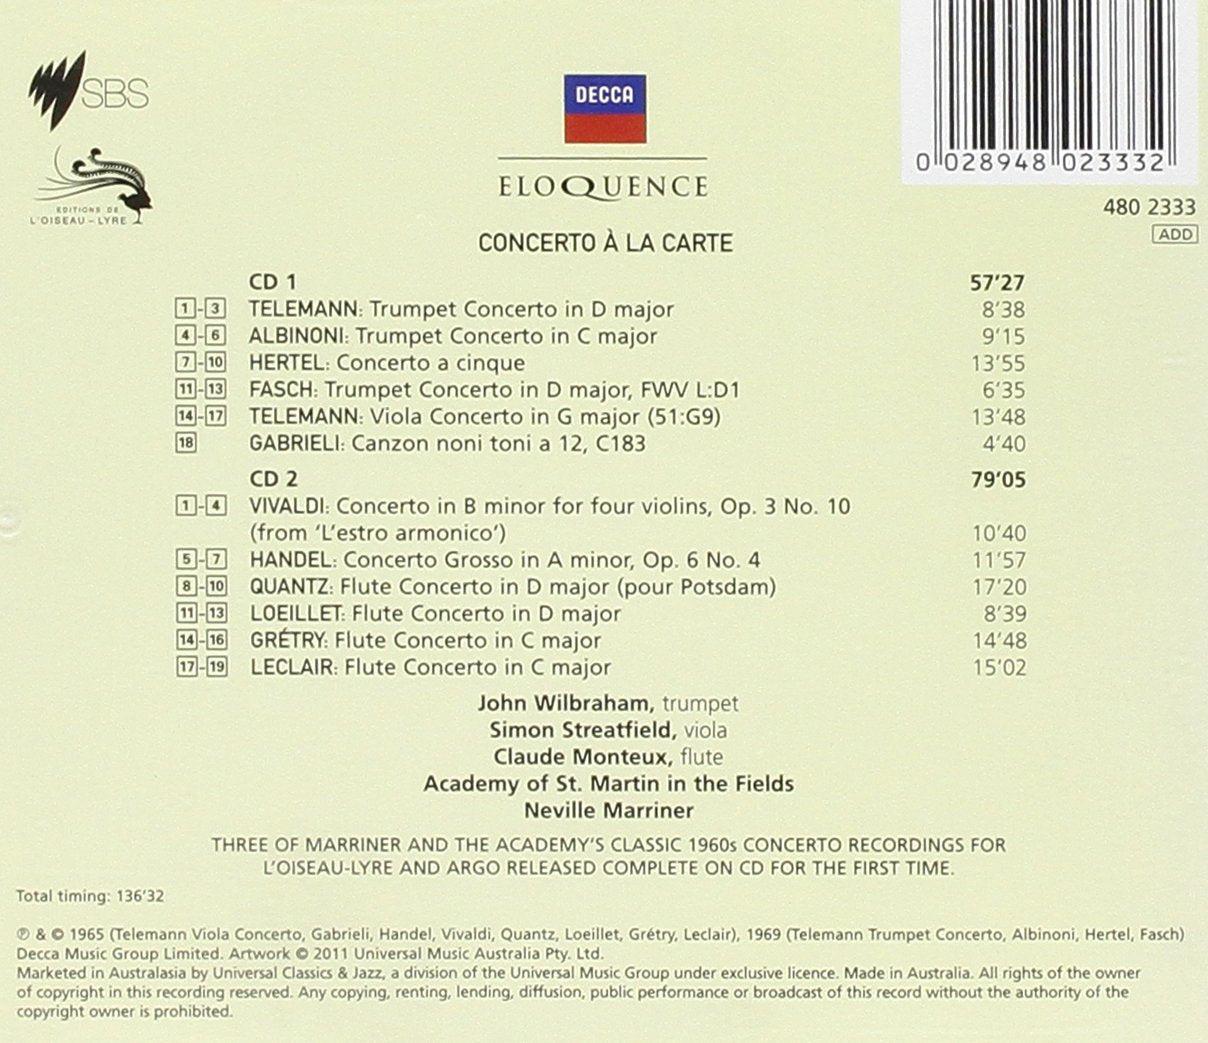 SBS
EDITIONS DE
L'OISEAU-LYRE
DECCA
ELOQUENCE
0 028948 023332
480 2333
ADD
CONCERTO À LA CARTE
CD 1 57'27
1-3 TELEMANN: Trumpet Concerto in D major 8'38
4-6 ALBINONI: Trumpet Concerto in C major 9'15
7-10 HERTEL: Concerto a cinque 13'55
11-13 FASCH: Trumpet Concerto in D major, FWV L:D1 6'35
14-17 TELEMANN: Viola Concerto in G major (51:G9) 13'48
18 GABRIELI: Canzon noni toni a 12, C183 4'40
CD 2 79'05
1-4 VIVALDI: Concerto in B minor for four violins, Op. 3 No. 10
(from 'L'estro armonico') 10'40
5-7 HANDEL: Concerto Grosso in A minor, Op. 6 No. 4 11'57
8-10 QUANTZ: Flute Concerto in D major (pour Potsdam) 17'20
11-13 LOEILLET: Flute Concerto in D major 8'39
14-16 GRÉTRY: Flute Concerto in C major 14'48
17-19 LECLAIR: Flute Concerto in C major 15'02
John Wilbraham, trumpet
Simon Streatfield, viola
Claude Monteux, flute
Academy of St. Martin in the Fields
Neville Marriner
THREE OF MARRINER AND THE ACADEMY'S CLASSIC 1960s CONCERTO RECORDINGS FOR
L'OISEAU-LYRE AND ARGO RELEASED COMPLETE ON CD FOR THE FIRST TIME.
Total timing: 136'32
℗ & © 1965 (Telemann Viola Concerto, Gabrieli, Handel, Vivaldi, Quantz, Loeillet, Grétry, Leclair), 1969 (Telemann Trumpet Concerto, Albinoni, Hertel, Fasch)
Decca Music Group Limited. Artwork © 2011 Universal Music Australia Pty. Ltd.
Marketed in Australasia by Universal Classics & Jazz, a division of the Universal Music Group under exclusive licence. Made in Australia. All rights of the owner
of copyright in this recording reserved. Any copying, renting, lending, diffusion, public performance or broadcast of this record without the authority of the
copyright owner is prohibited.